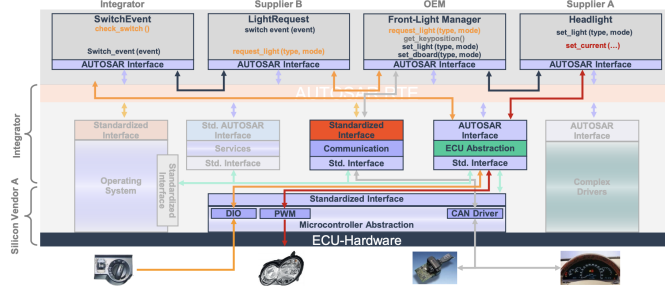 Integrator
Supplier B
OEM
Supplier A
SwitchEvent
check_switch ()
Switch_event (event)
AUTOSAR Interface
LightRequest
switch event (event)
request_light (type, mode)
AUTOSAR Interface
Front-Light Manager
request_light (type, mode)
get_keyposition()
set_light (type, mode)
set_dboard(type, mode)
AUTOSAR Interface
Headlight
set_light (type, mode)
set_current (...)
AUTOSAR Interface
AUTOSAR RTE
Integrator
Standardized
Interface
Operating
System
Standardized
Interface
Std. AUTOSAR
Interface
Services
Std. Interface
Standardized
Interface
Communication
Std. Interface
AUTOSAR
Interface
ECU Abstraction
Std. Interface
AUTOSAR
Interface
Complex
Drivers
Silicon Vendor A
Standardized Interface
DIO
PWM
CAN Driver
Microcontroller Abstraction
ECU-Hardware